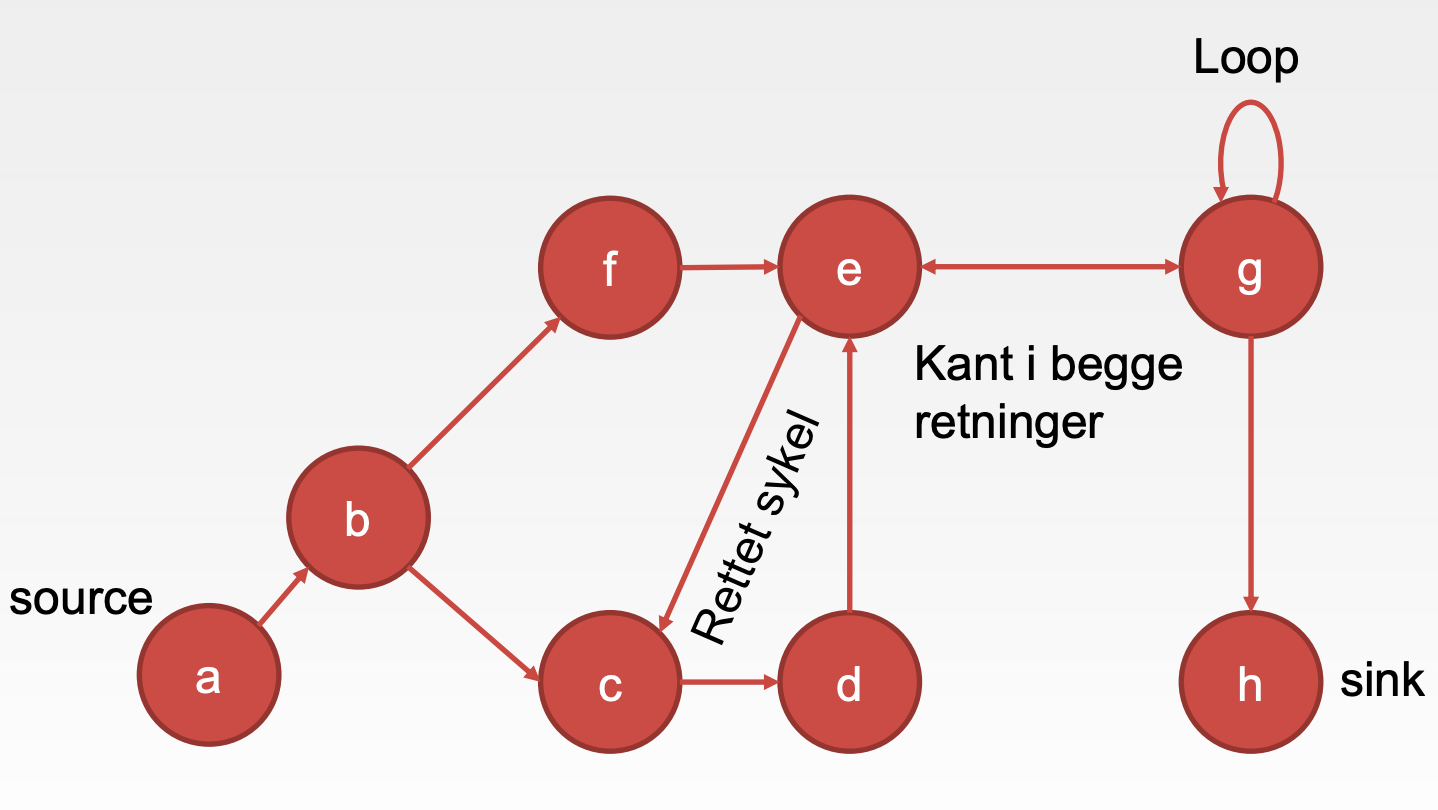 Loop
f
e
g
Kant i begge
retninger
Rettet sykel
b
source
a
c
d
h
sink